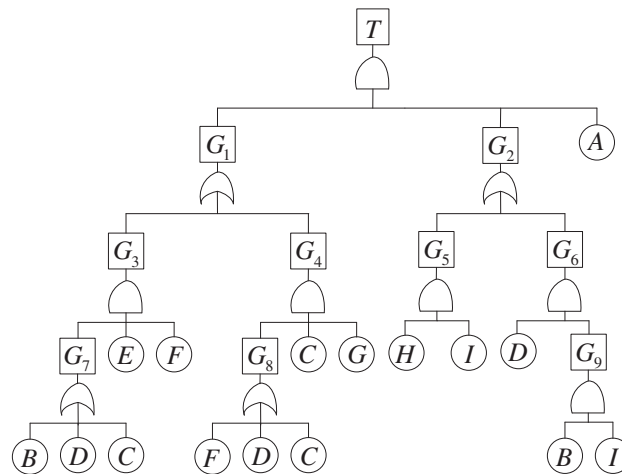 T
G1 G2 A
G3 G4 G5 G6
G7 E F G8 C G H I D G9
B D C F D C B I